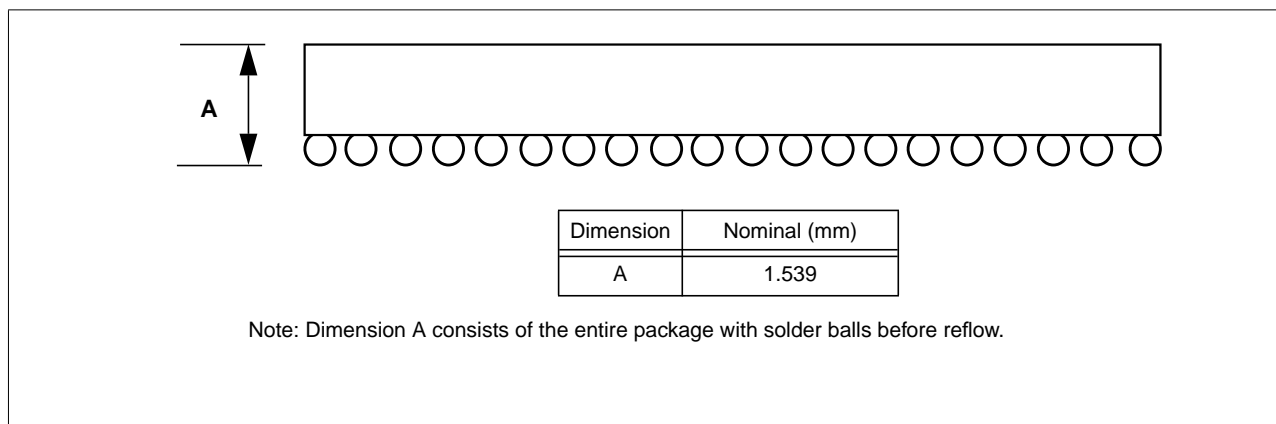 A
Dimension Nominal (mm)
A 1.539
Note: Dimension A consists of the entire package with solder balls before reflow.